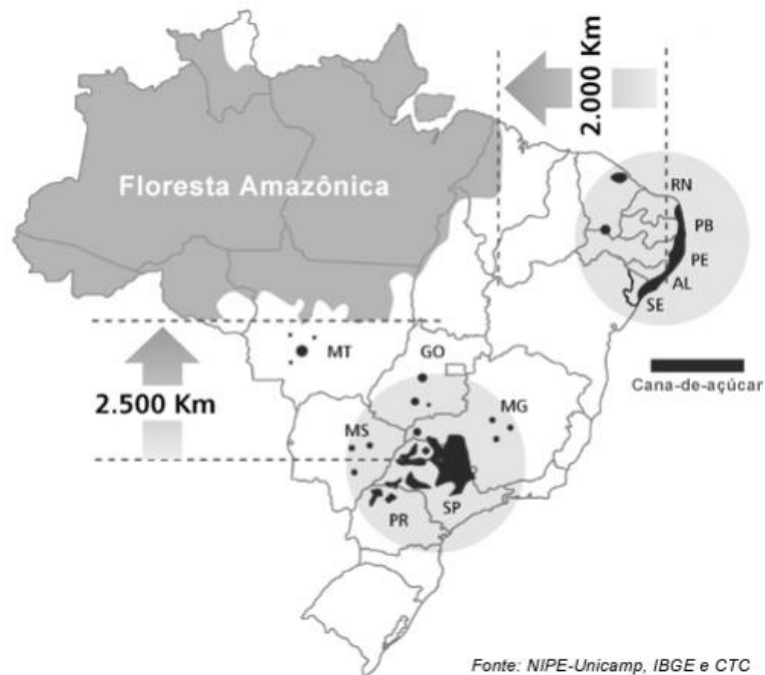 2.000 Km
Floresta Amazônica
RN
PB
PE
AL
SE
MT
GO
Cana-de-açúcar
2.500 Km
MS
MG
SP
PR
Fonte: NIPE-Unicamp, IBGE e CTC